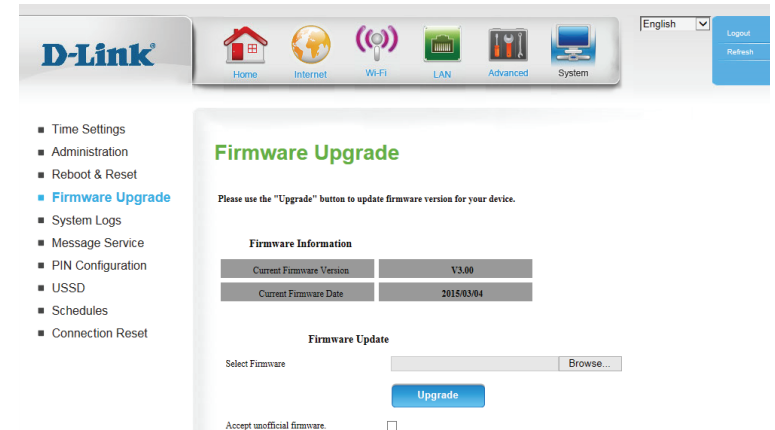 D-Link
Home
Internet
Wi-Fi
LAN
Advanced
System
English
Logout
Refresh
Time Settings
Administration
Reboot & Reset
Firmware Upgrade
System Logs
Message Service
PIN Configuration
USSD
Schedules
Connection Reset
Firmware Upgrade
Please use the "Upgrade" button to update firmware version for your device.
Firmware Information
Current Firmware Version V3.00
Current Firmware Date 2015/03/04
Firmware Update
Select Firmware Browse...
Upgrade
Accept unofficial firmware.